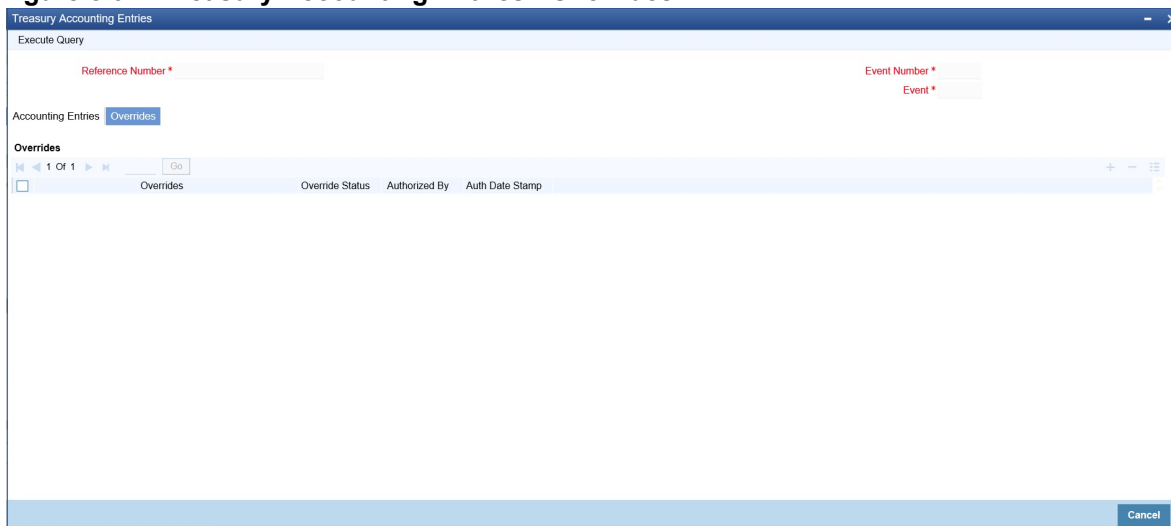 Treasury Accounting Entries
Execute Query
Reference Number * Event Number *
Event *
Accounting Entries Overrides
Overrides
1 Of 1 Go
Overrides Override Status Authorized By Auth Date Stamp
Cancel